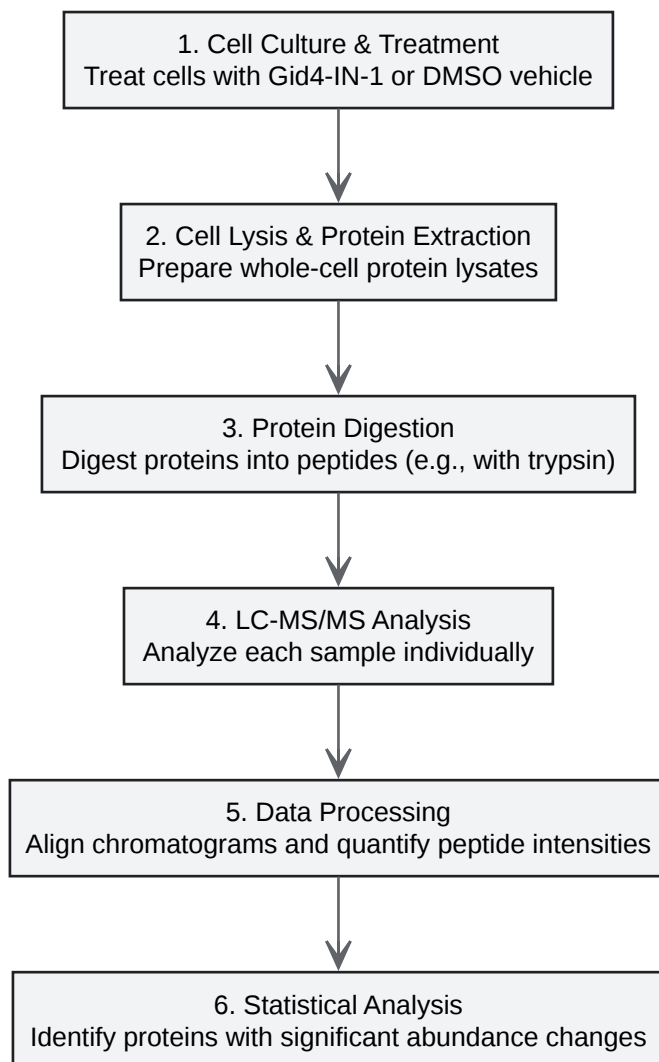 1. Cell Culture & Treatment
Treat cells with Gid4-IN-1 or DMSO vehicle
2. Cell Lysis & Protein Extraction
Prepare whole-cell protein lysates
3. Protein Digestion
Digest proteins into peptides (e.g., with trypsin)
4. LC-MS/MS Analysis
Analyze each sample individually
5. Data Processing
Align chromatograms and quantify peptide intensities
6. Statistical Analysis
Identify proteins with significant abundance changes